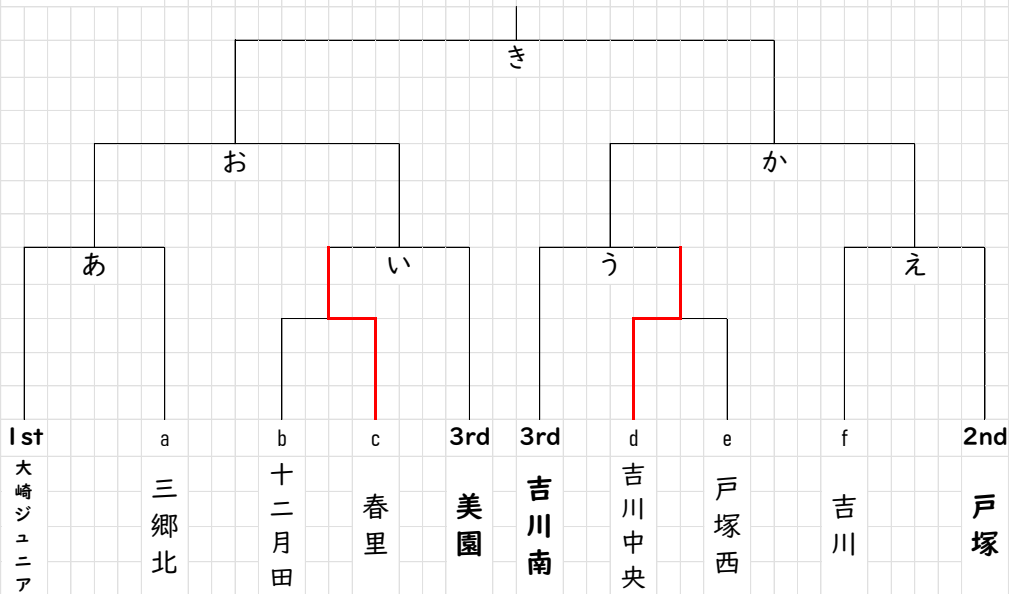 き
お
か
あ
い
う
え
1st
a
b
c
3rd
3rd
d
e
f
2nd
大崎ジュニア
三郷北
十二月田
春里
美園
吉川南
吉川中央
戸塚西
吉川
戸塚